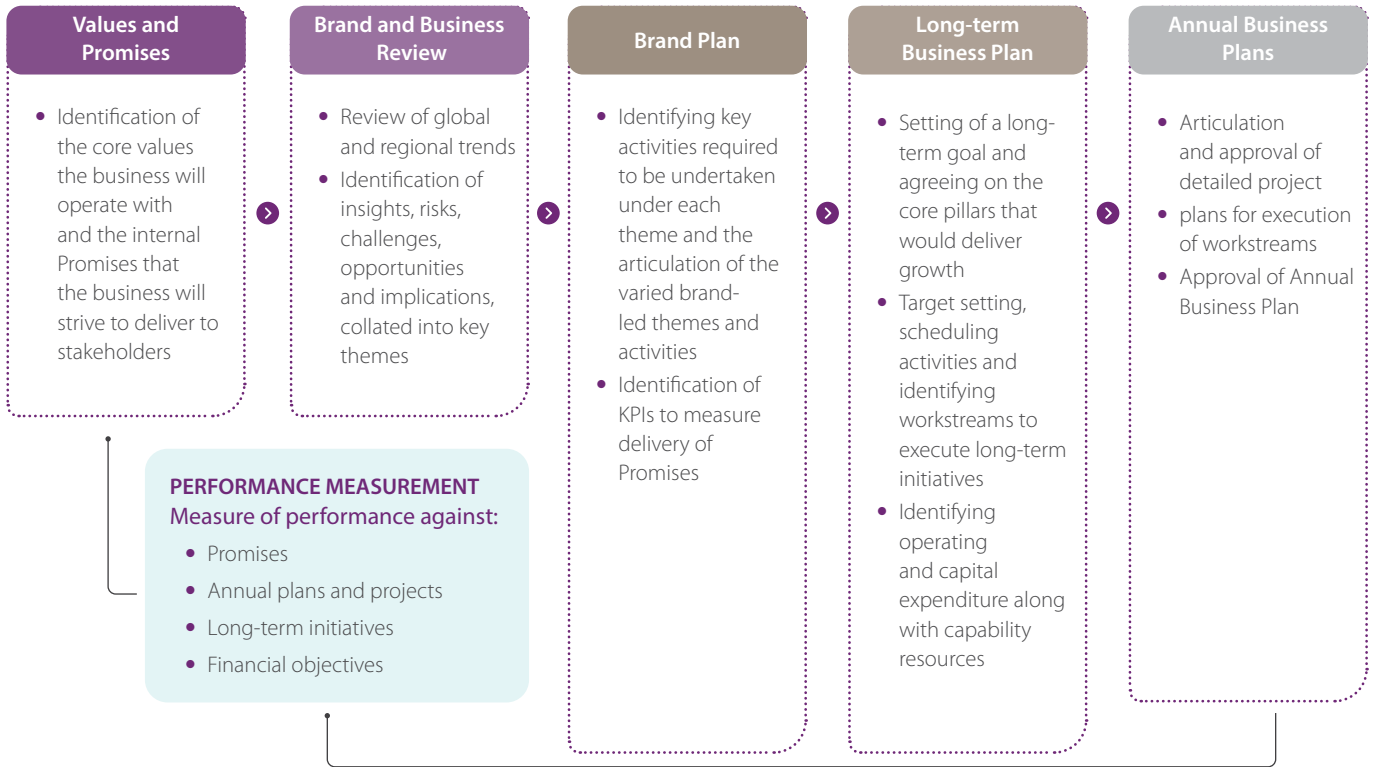 Values and
Promises
Identification of
the core values
the business will
operate with
and the internal
Promises that
the business will
strive to deliver to
stakeholders
Brand and Business
Review
Review of global
and regional trends
Identification of
insights, risks,
challenges,
opportunities
and implications,
collated into key
themes
Brand Plan
Identifying key
activities required
to be undertaken
under each
theme and the
articulation of the
varied brand-
led themes and
activities
Identification of
KPIs to measure
delivery of
Promises
Long-term
Business Plan
Setting of a long-
term goal and
agreeing on the
core pillars that
would deliver
growth
Target setting,
scheduling
activities and
identifying
workstreams to
execute long-term
initiatives
Identifying
operating
and capital
expenditure along
with capability
resources
Annual Business
Plans
Articulation
and approval of
detailed project
plans for execution
of workstreams
Approval of Annual
Business Plan
PERFORMANCE MEASUREMENT
Measure of performance against:
Promises
Annual plans and projects
Long-term initiatives
Financial objectives